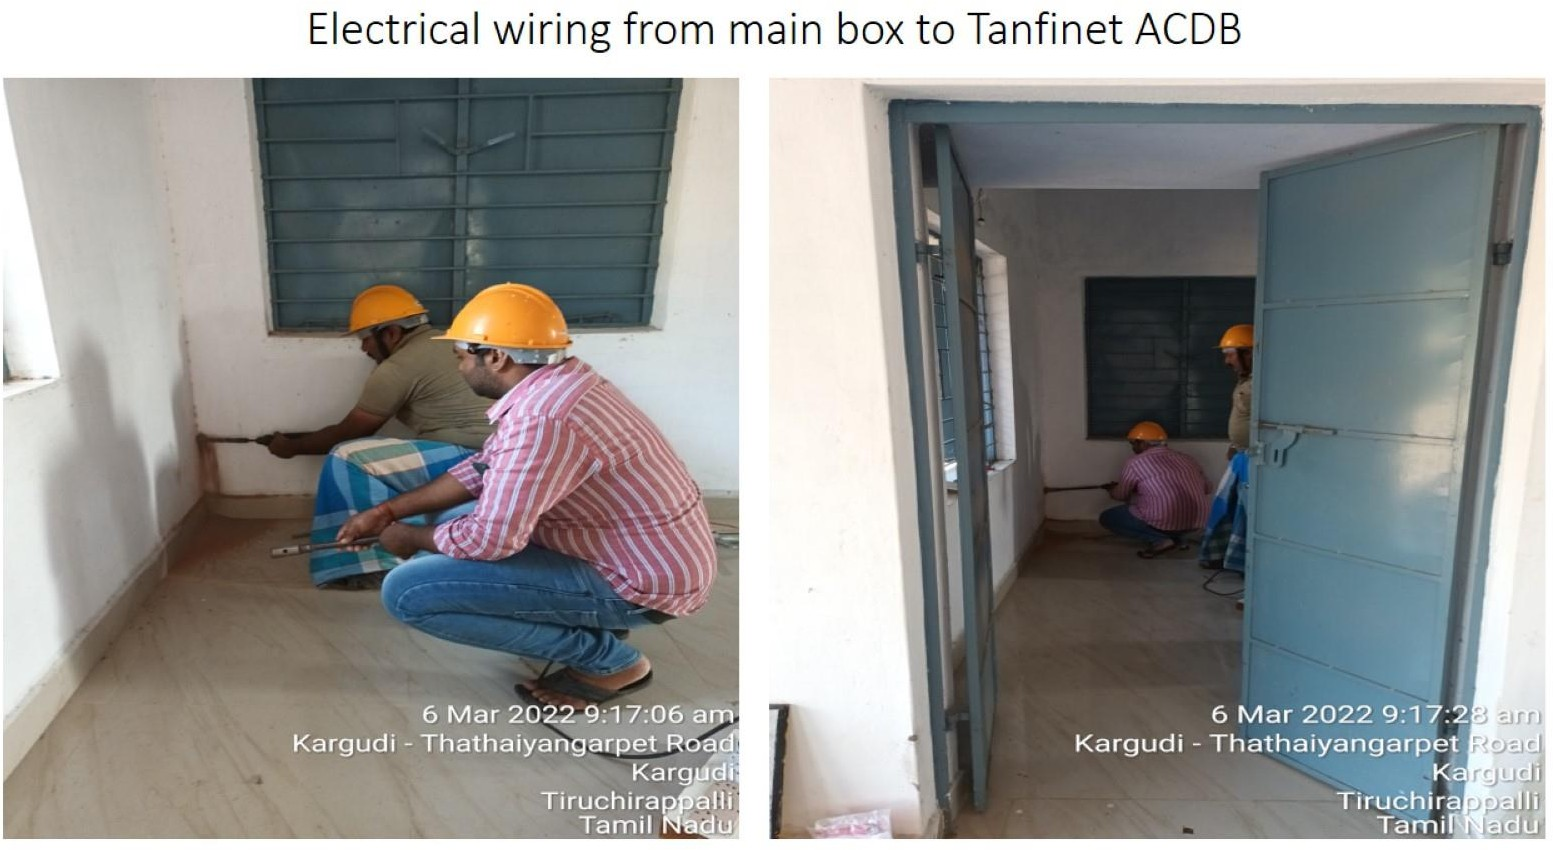 Electrical wiring from main box to Tanfinet ACDB
6 Mar 2022 9:17:06 am
Kargudi - Thathaiyangarpet Road
Kargudi
Tiruchirappalli
Tamil Nadu
6 Mar 2022 9:17:28 am
Kargudi - Thathaiyangarpet Road
Kargudi
Tiruchirappalli
Tamil Nadu